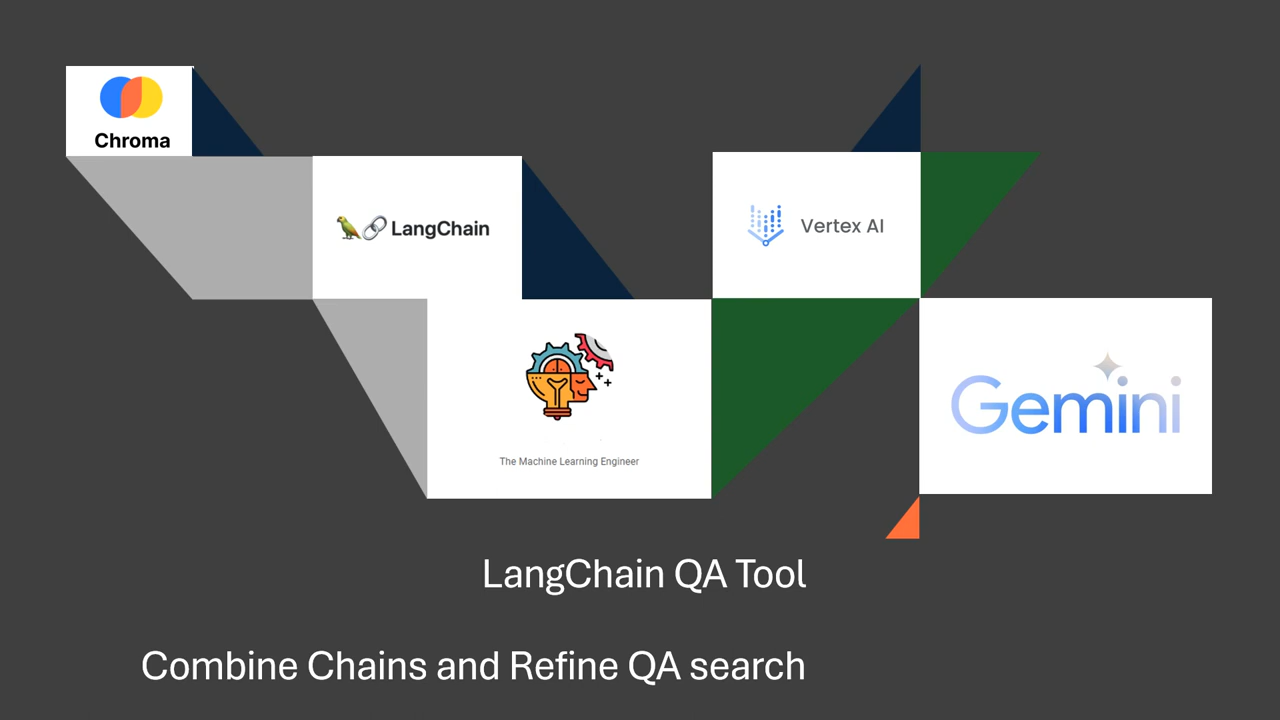 Chroma
LangChain
Vertex AI
The Machine Learning Engineer
Gemini
LangChain QA Tool
Combine Chains and Refine QA search